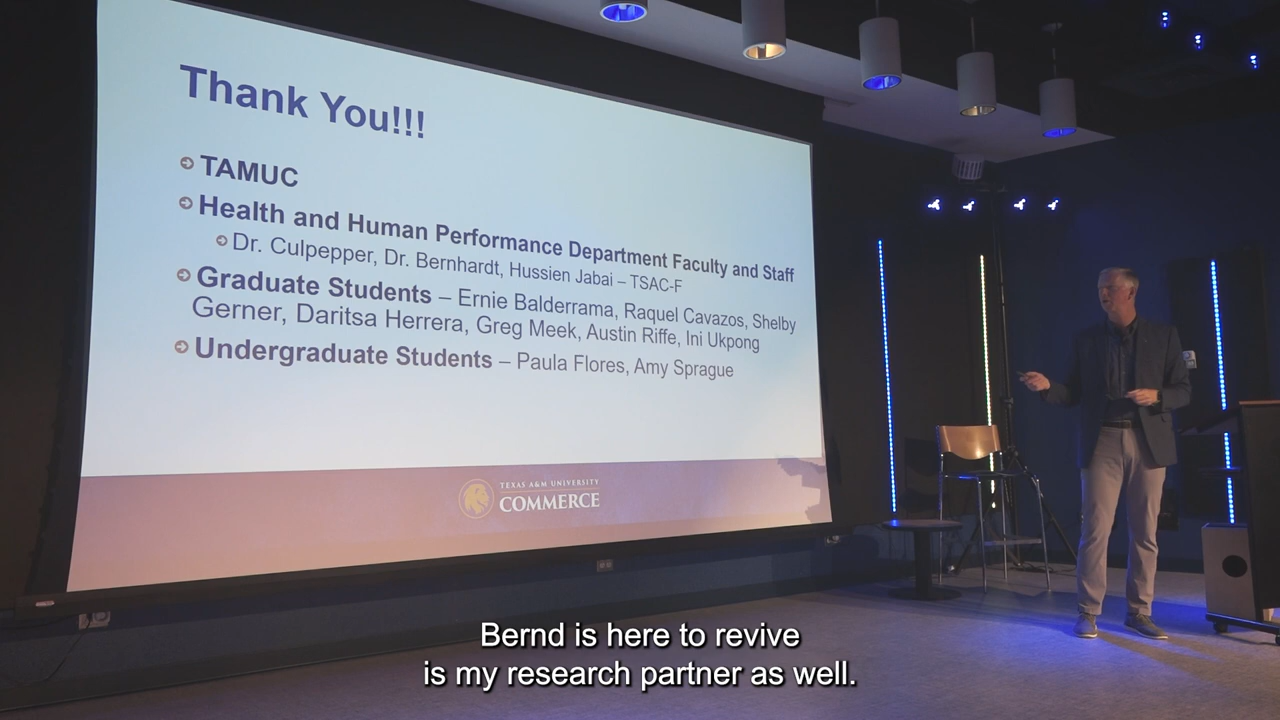 Thank You!!!
TAMUC
Health and Human Performance Department Faculty and Staff
Dr. Culpepper, Dr. Bernhardt, Hussien Jabai – TSAC-F
Graduate Students – Ernie Balderrama, Raquel Cavazos, Shelby
Gerner, Daritsa Herrera, Greg Meek, Austin Riffe, Ini Ukpong
Undergraduate Students – Paula Flores, Amy Sprague
TEXAS A&M UNIVERSITY
COMMERCE
Bernd is here to revive
is my research partner as well.